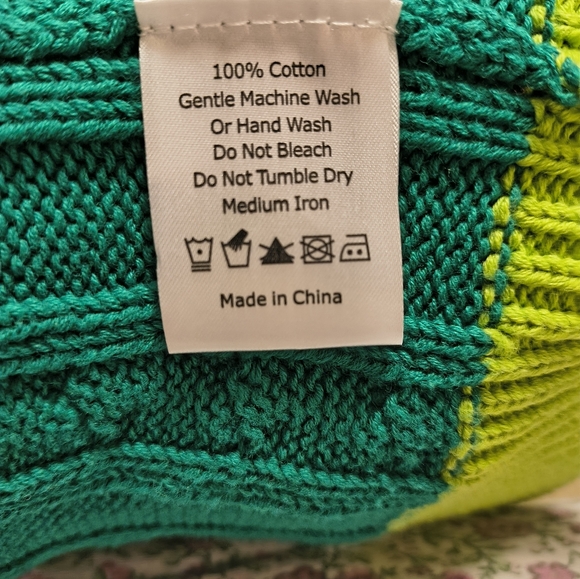 100% Cotton
Gentle Machine Wash
Or Hand Wash
Do Not Bleach
Do Not Tumble Dry
Medium Iron
Made in China